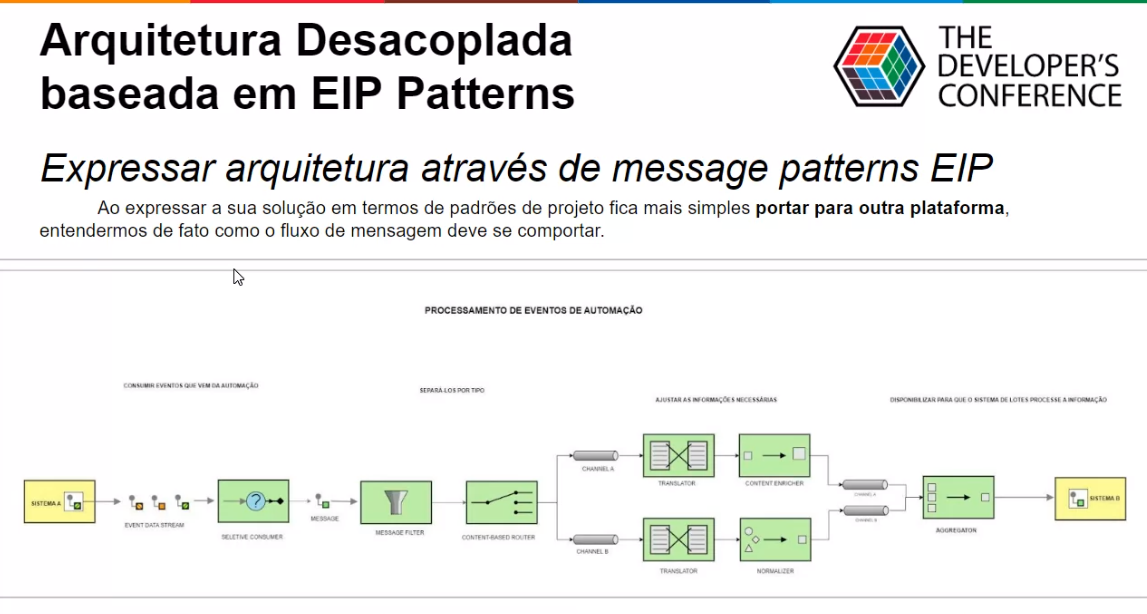 Arquitetura Desacoplada
baseada em EIP Patterns
THE
DEVELOPER'S
CONFERENCE
Expressar arquitetura através de message patterns EIP
Ao expressar a sua solução em termos de padrões de projeto fica mais simples portar para outra plataforma,
entendermos de fato como o fluxo de mensagem deve se comportar.
PROCESSAMENTO DE EVENTOS DE AUTOMAÇÃO
CONSUMIR EVENTOS QUE VEM DA AUTOMAÇÃO
SEPARÁ-LOS POR TIPO
AJUSTAR AS INFORMAÇÕES NECESSÁRIAS
DISPONIBILIZAR PARA QUE O SISTEMA DE LOTES PROCESSE A INFORMAÇÃO
SISTEMA A
EVENT DATA STREAM
SELETIVE CONSUMER
MESSAGE
MESSAGE FILTER
CONTENT-BASED ROUTER
CHANNEL A
TRANSLATOR
CONTENT ENRICHER
CHANNEL A
CHANNEL B
TRANSLATOR
NORMALIZER
CHANNEL B
AGGREGATOR
SISTEMA B